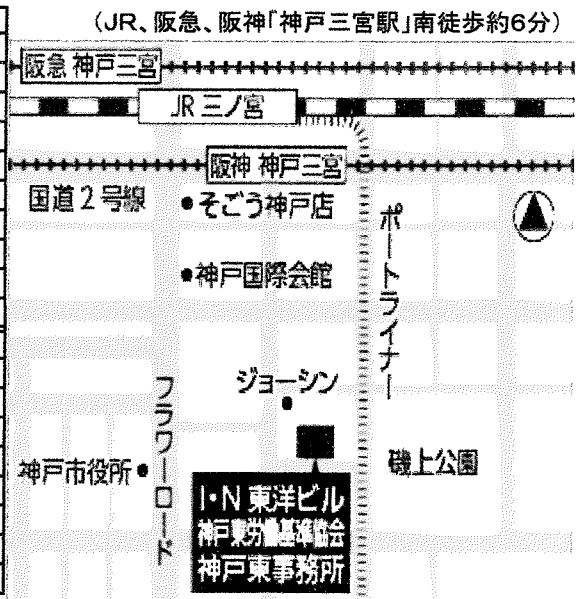 （JR、阪急、阪神「神戸三宮駅」南徒歩約6分）
阪急 神戸三宮
JR 三ノ宮
阪神 神戸三宮
国道2号線
そごう神戸店
ポートライナー
神戸国際会館
ジョーシン
フラワーロード
神戸市役所
磯上公園
I・N 東洋ビル
神戸東労働基準協会
神戸東事務所